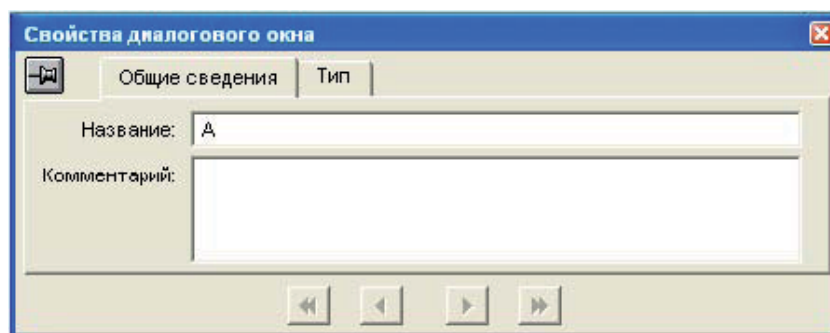 Свойства диалогового окна
Общие сведения Тип
Название: А
Комментарий: